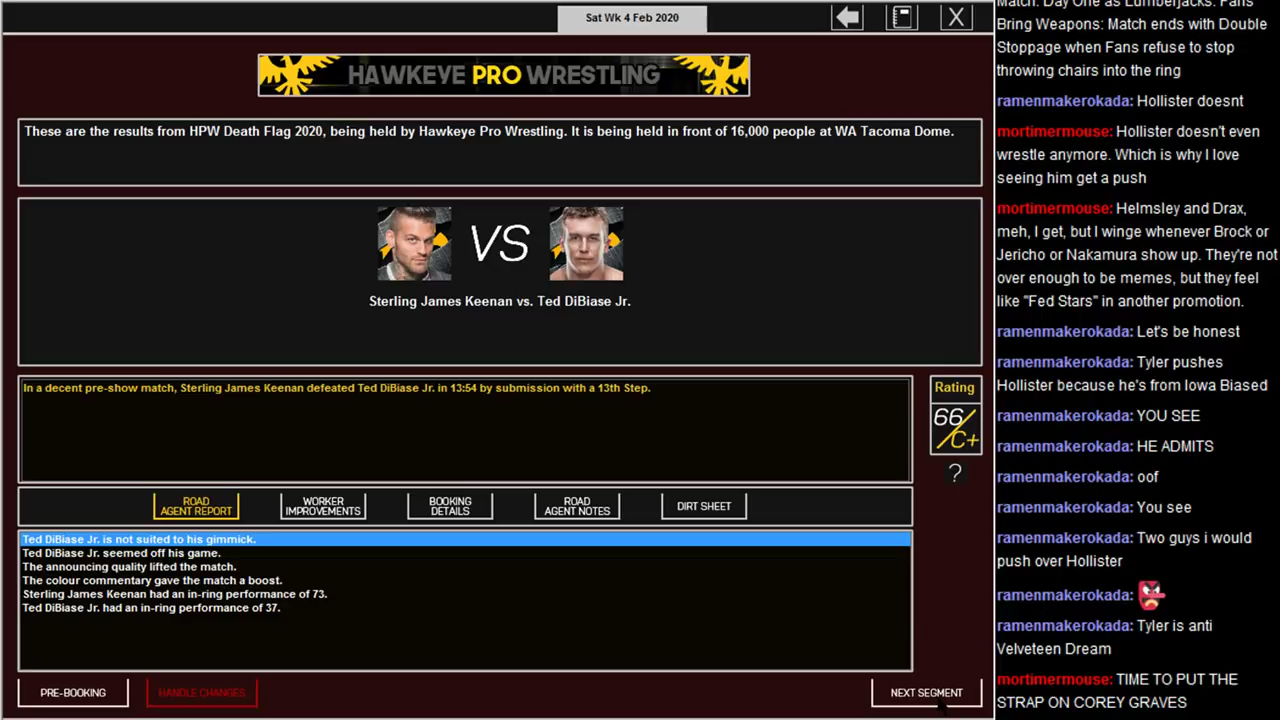 Sat Wk 4 Feb 2020
HAWKEYE PRO WRESTLING
These are the results from HPW Death Flag 2020, being held by Hawkeye Pro Wrestling. It is being held in front of 16,000 people at WA Tacoma Dome.
VS
Sterling James Keenan vs. Ted DiBiase Jr.
In a decent pre-show match, Sterling James Keenan defeated Ted DiBiase Jr. in 13:54 by submission with a 13th Step.
Rating
66/C+
?
ROAD
AGENT REPORT
WORKER
IMPROVEMENTS
BOOKING
DETAILS
ROAD
AGENT NOTES
DIRT SHEET
Ted DiBiase Jr. is not suited to his gimmick.
Ted DiBiase Jr. seemed off his game.
The announcing quality lifted the match.
The colour commentary gave the match a boost.
Sterling James Keenan had an in-ring performance of 73.
Ted DiBiase Jr. had an in-ring performance of 37.
PRE-BOOKING
HANDLE CHANGES
NEXT SEGMENT
Match: Day One as Lumberjacks: Fans
Bring Weapons: Match ends with Double
Stoppage when Fans refuse to stop
throwing chairs into the ring
ramenmakerokada: Hollister doesnt
mortimermouse: Hollister doesn't even
wrestle anymore. Which is why I love
seeing him get a push
mortimermouse: Helmsley and Drax,
meh, I get, but I winge whenever Brock or
Jericho or Nakamura show up. They're not
over enough to be memes, but they feel
like "Fed Stars" in another promotion.
ramenmakerokada: Let's be honest
ramenmakerokada: Tyler pushes
Hollister because he's from Iowa Biased
ramenmakerokada: YOU SEE
ramenmakerokada: HE ADMITS
ramenmakerokada: oof
ramenmakerokada: You see
ramenmakerokada: Two guys i would
push over Hollister
ramenmakerokada:
ramenmakerokada: Tyler is anti
Velveteen Dream
mortimermouse: TIME TO PUT THE
STRAP ON COREY GRAVES